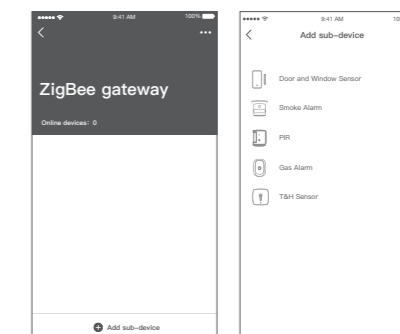 9:41 AM 100%
ZigBee gateway
Online devices: 0
Add sub-device
9:41 AM 10
Add sub-device
Door and Window Sensor
Smoke Alarm
PIR
Gas Alarm
T&H Sensor